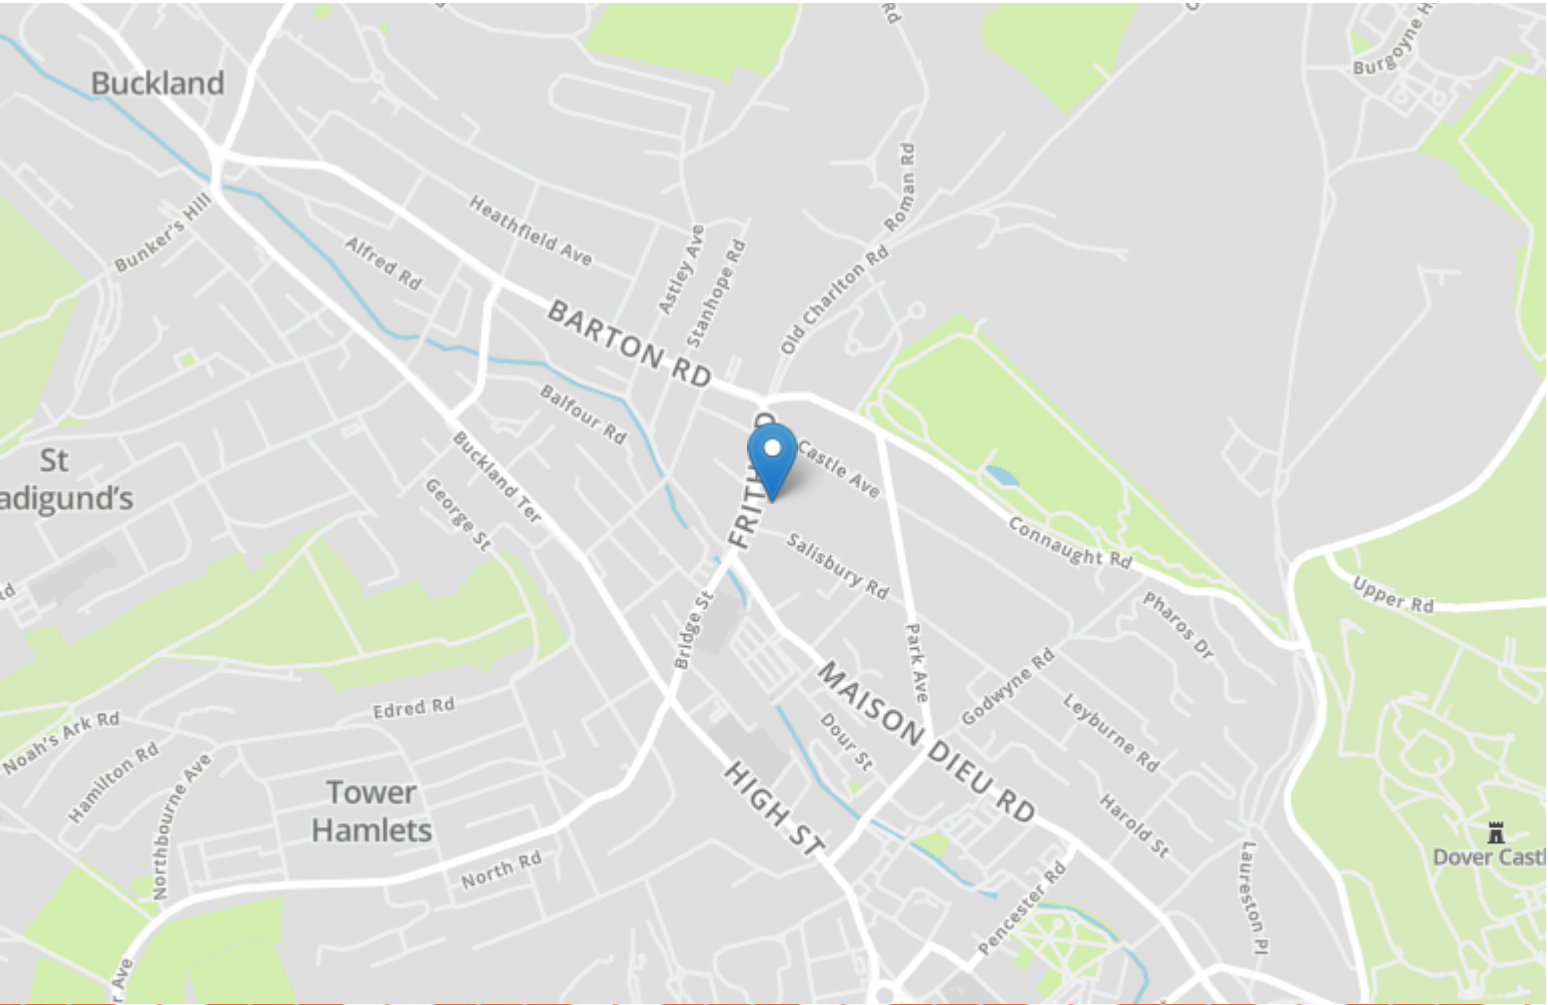 Rd
Burgoyne H
Buckland
Roman Rd
Heathfield Ave
Bunker's Hill
Alfred Rd
Astley Ave
Stanhope Rd
Old Charlton Rd
BARTON RD
Balfour Rd
Castle Ave
FRITH
Buckland Ter
St
adigund's
George St
Connaught Rd
Salisbury Rd
Upper Rd
Pharos Dr
Bridge St
Park Ave
Godwyne Rd
MAISON DIEU RD
Leyburne Rd
Edred Rd
Noah's Ark Rd
Hamilton Rd
Northbourne Ave
Dour St
Tower
Hamlets
HIGH ST
Harold St
Dover Castl
North Rd
Laureston Pl
Pencester Rd
r Ave